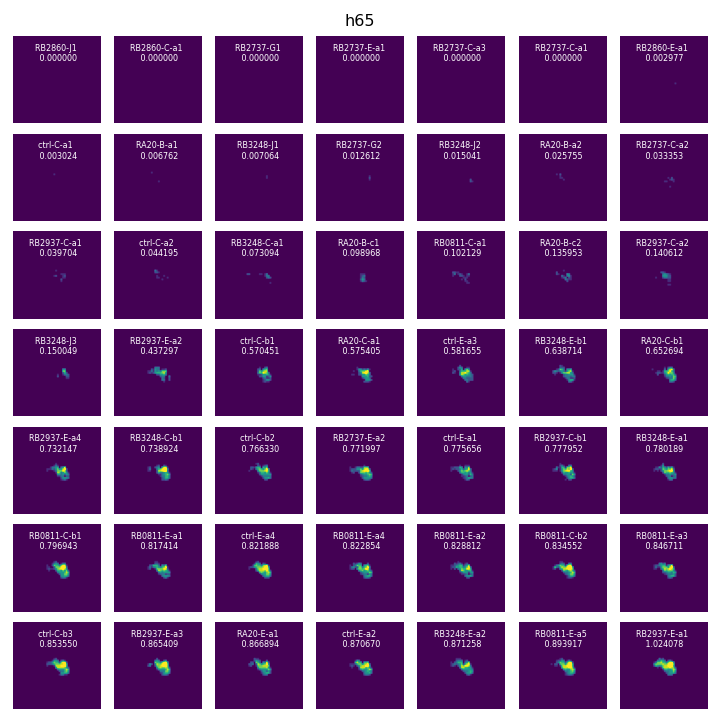 h65
RB2860-J1
0.000000
RB2860-C-a1
0.000000
RB2737-G1
0.000000
RB2737-E-a1
0.000000
RB2737-C-a3
0.000000
RB2737-C-a1
0.000000
RB2860-E-a1
0.002977
ctrl-C-a1
0.003024
RA20-B-a1
0.006762
RB3248-J1
0.007064
RB2737-G2
0.012612
RB3248-J2
0.015041
RA20-B-a2
0.025755
RB2737-C-a2
0.033353
RB2937-C-a1
0.039704
ctrl-C-a2
0.044195
RB3248-C-a1
0.073094
RA20-B-c1
0.098968
RB0811-C-a1
0.102129
RA20-B-c2
0.135953
RB2937-C-a2
0.140612
RB3248-J3
0.150049
RB2937-E-a2
0.437297
ctrl-C-b1
0.570451
RA20-C-a1
0.575405
ctrl-E-a3
0.581655
RB3248-E-b1
0.638714
RA20-C-b1
0.652694
RB2937-E-a4
0.732147
RB3248-C-b1
0.738924
ctrl-C-b2
0.766330
RB2737-E-a2
0.771997
ctrl-E-a1
0.775656
RB2937-C-b1
0.777952
RB3248-E-a1
0.780189
RB0811-C-b1
0.796943
RB0811-E-a1
0.817414
ctrl-E-a4
0.821888
RB0811-E-a4
0.822854
RB0811-E-a2
0.828812
RB0811-C-b2
0.834552
RB0811-E-a3
0.846711
ctrl-C-b3
0.853550
RB2937-E-a3
0.865409
RA20-E-a1
0.866894
ctrl-E-a2
0.870670
RB3248-E-a2
0.871258
RB0811-E-a5
0.893917
RB2937-E-a1
1.024078